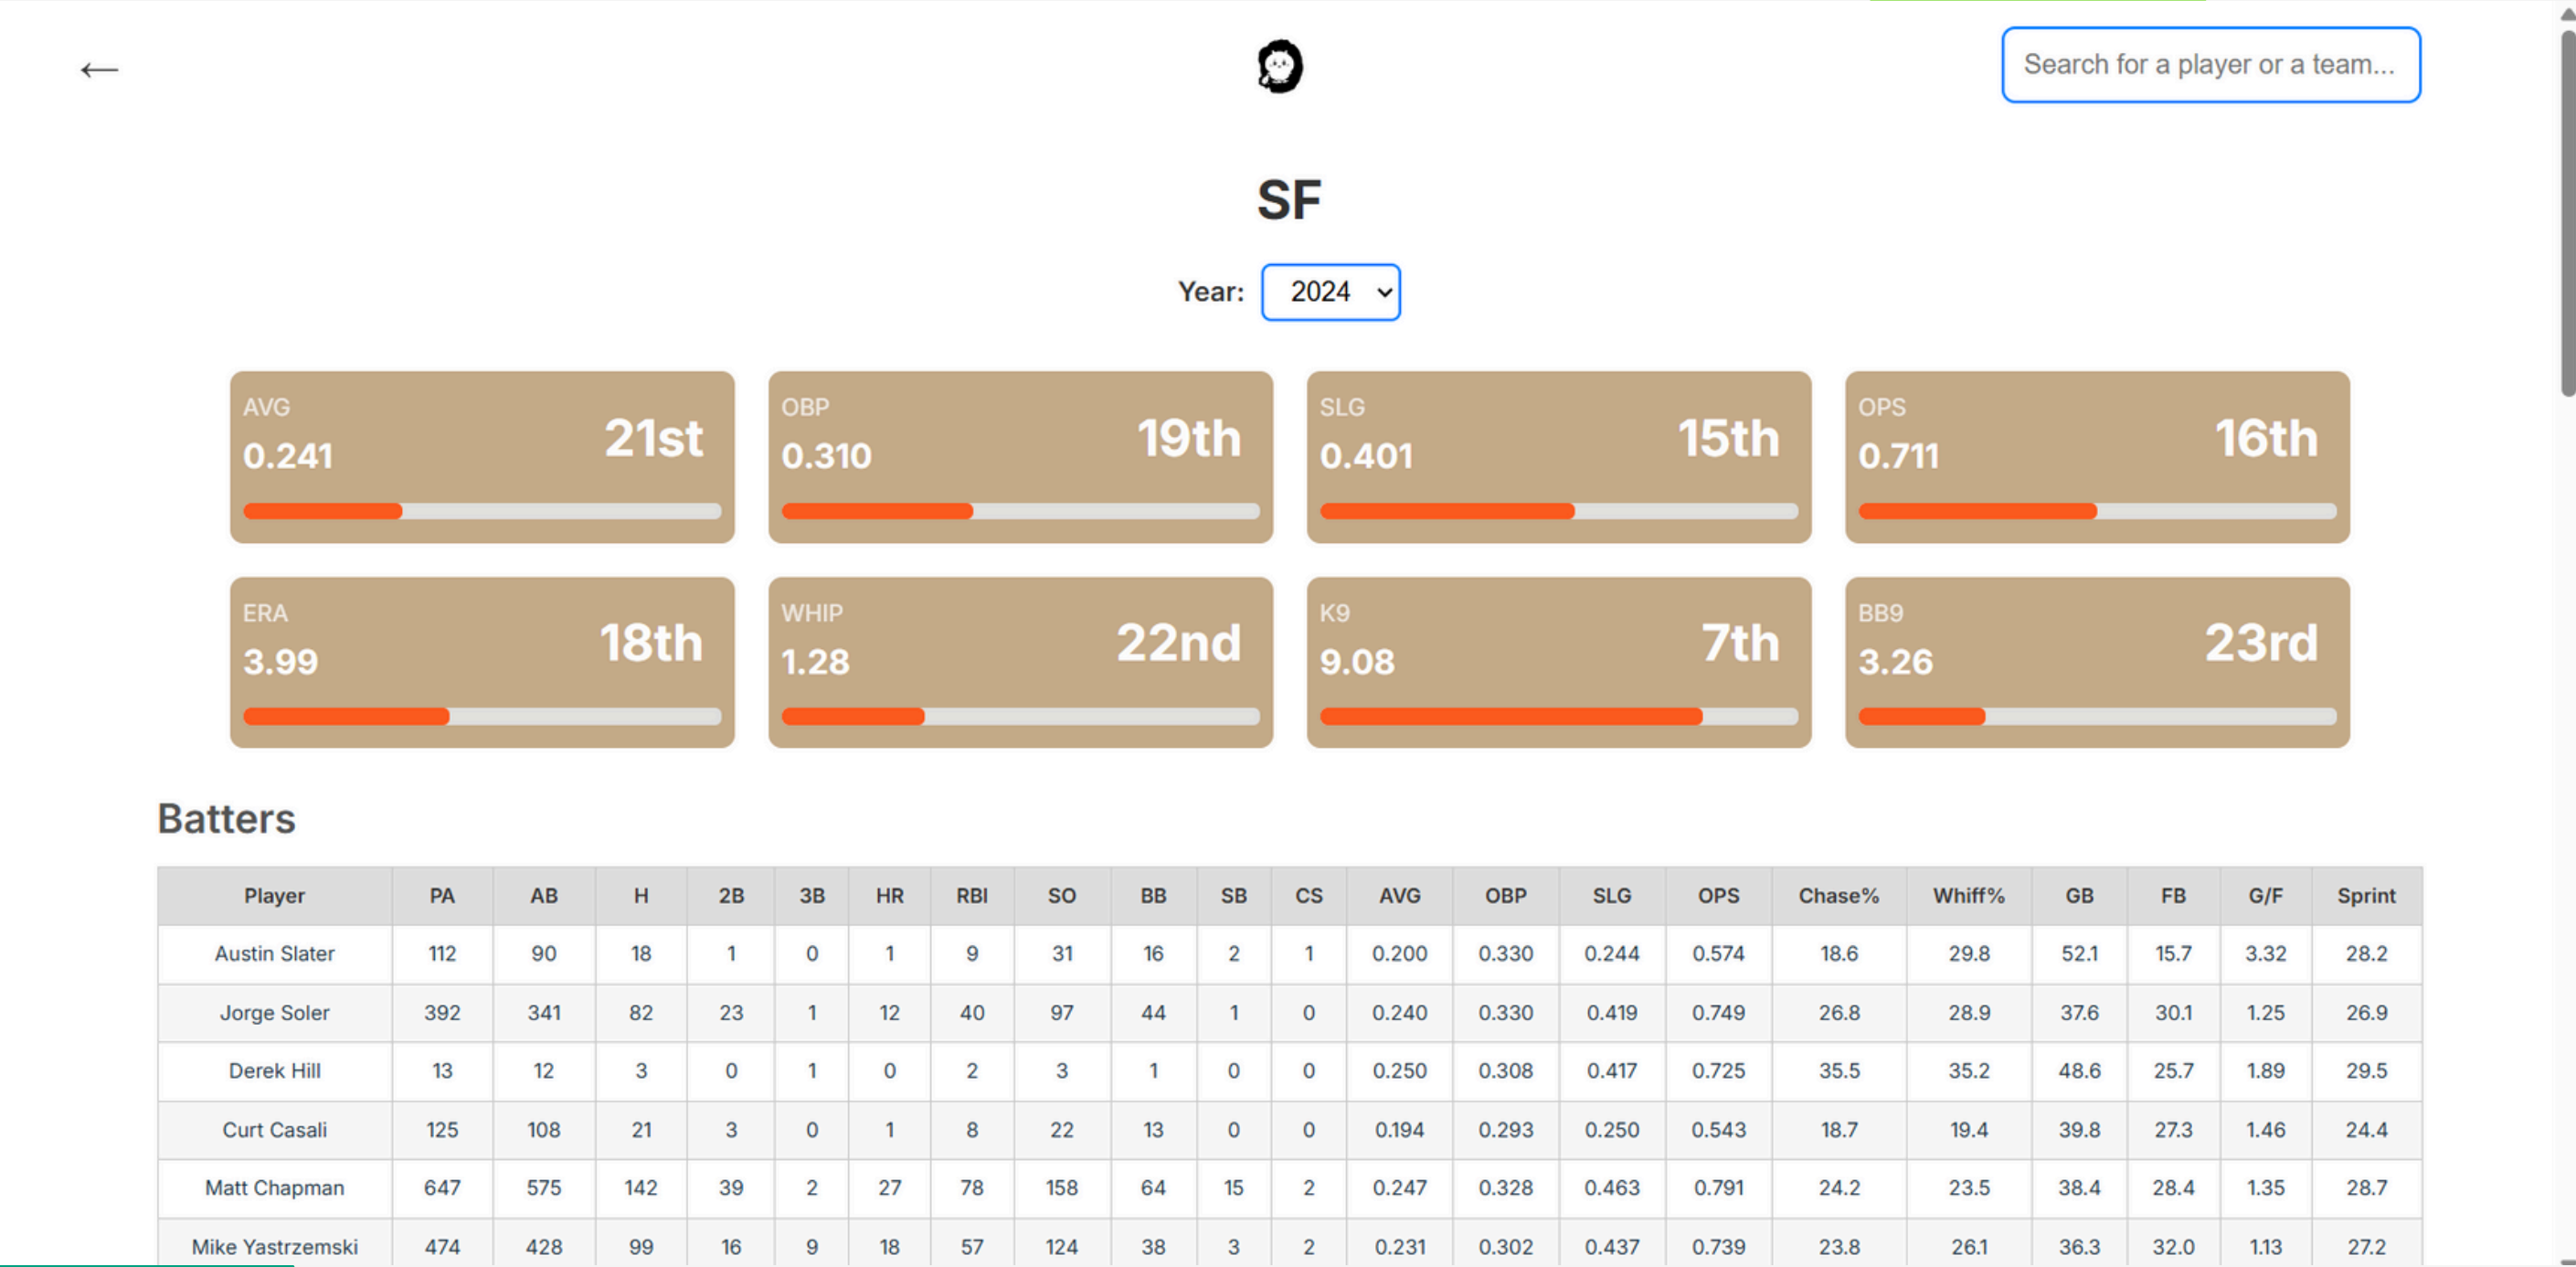 ←
Search for a player or a team...
SF
Year: 2024
AVG
0.241
21st
OBP
0.310
19th
SLG
0.401
15th
OPS
0.711
16th
ERA
3.99
18th
WHIP
1.28
22nd
K9
9.08
7th
BB9
3.26
23rd
Batters
Player PA AB H 2B 3B HR RBI SO BB SB CS AVG OBP SLG OPS Chase% Whiff% GB FB G/F Sprint
Austin Slater 112 90 18 1 0 1 9 31 16 2 1 0.200 0.330 0.244 0.574 18.6 29.8 52.1 15.7 3.32 28.2
Jorge Soler 392 341 82 23 1 12 40 97 44 1 0 0.240 0.330 0.419 0.749 26.8 28.9 37.6 30.1 1.25 26.9
Derek Hill 13 12 3 0 1 0 2 3 1 0 0 0.250 0.308 0.417 0.725 35.5 35.2 48.6 25.7 1.89 29.5
Curt Casali 125 108 21 3 0 1 8 22 13 0 0 0.194 0.293 0.250 0.543 18.7 19.4 39.8 27.3 1.46 24.4
Matt Chapman 647 575 142 39 2 27 78 158 64 15 2 0.247 0.328 0.463 0.791 24.2 23.5 38.4 28.4 1.35 28.7
Mike Yastrzemski 474 428 99 16 9 18 57 124 38 3 2 0.231 0.302 0.437 0.739 23.8 26.1 36.3 32.0 1.13 27.2